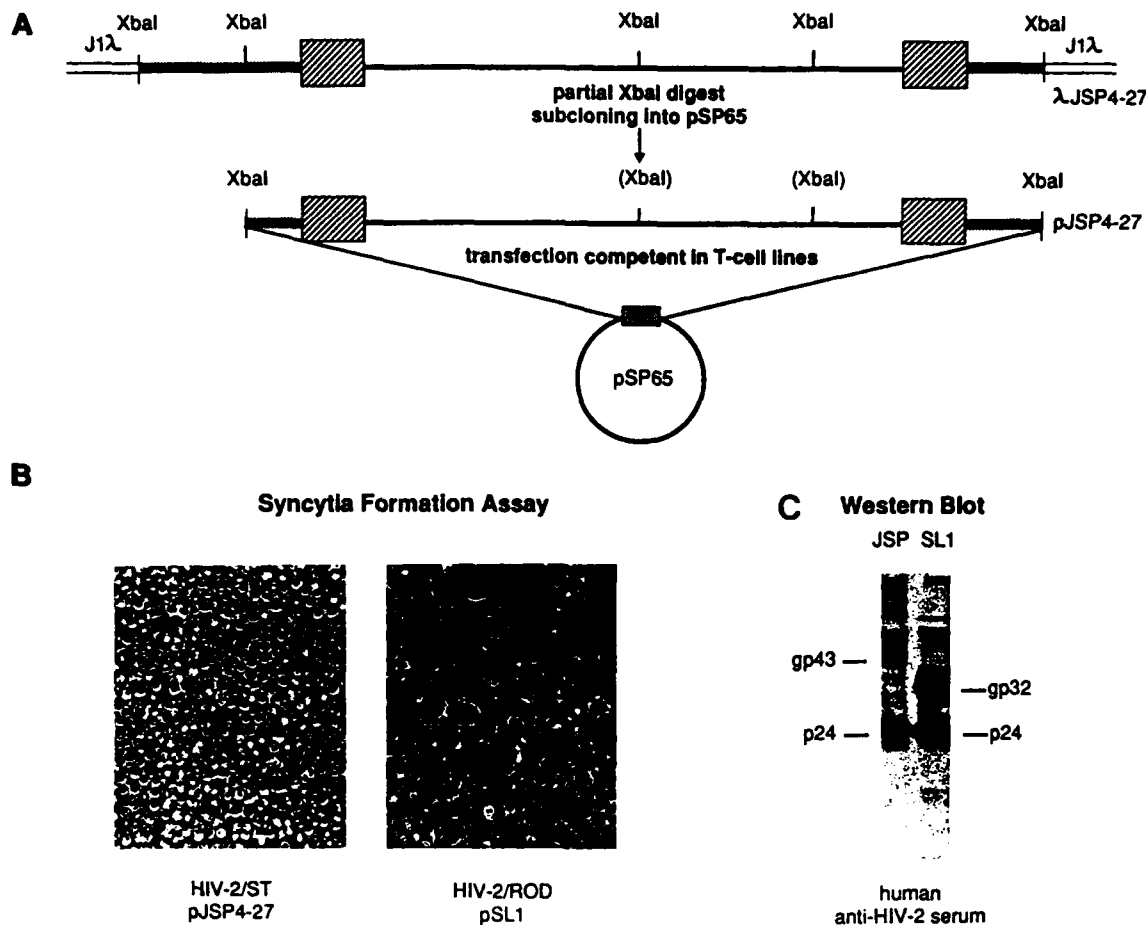 A
XbaI XbaI XbaI XbaI XbaI
J1λ J1λ
λJSP4-27
partial XbaI digest
subcloning into pSP65
XbaI (XbaI) (XbaI) XbaI
pJSP4-27
transfection competent in T-cell lines
pSP65
B
Syncytia Formation Assay
HIV-2/ST
pJSP4-27
HIV-2/ROD
pSL1
C Western Blot
JSP SL1
gp43
gp32
p24
p24
human
anti-HIV-2 serum